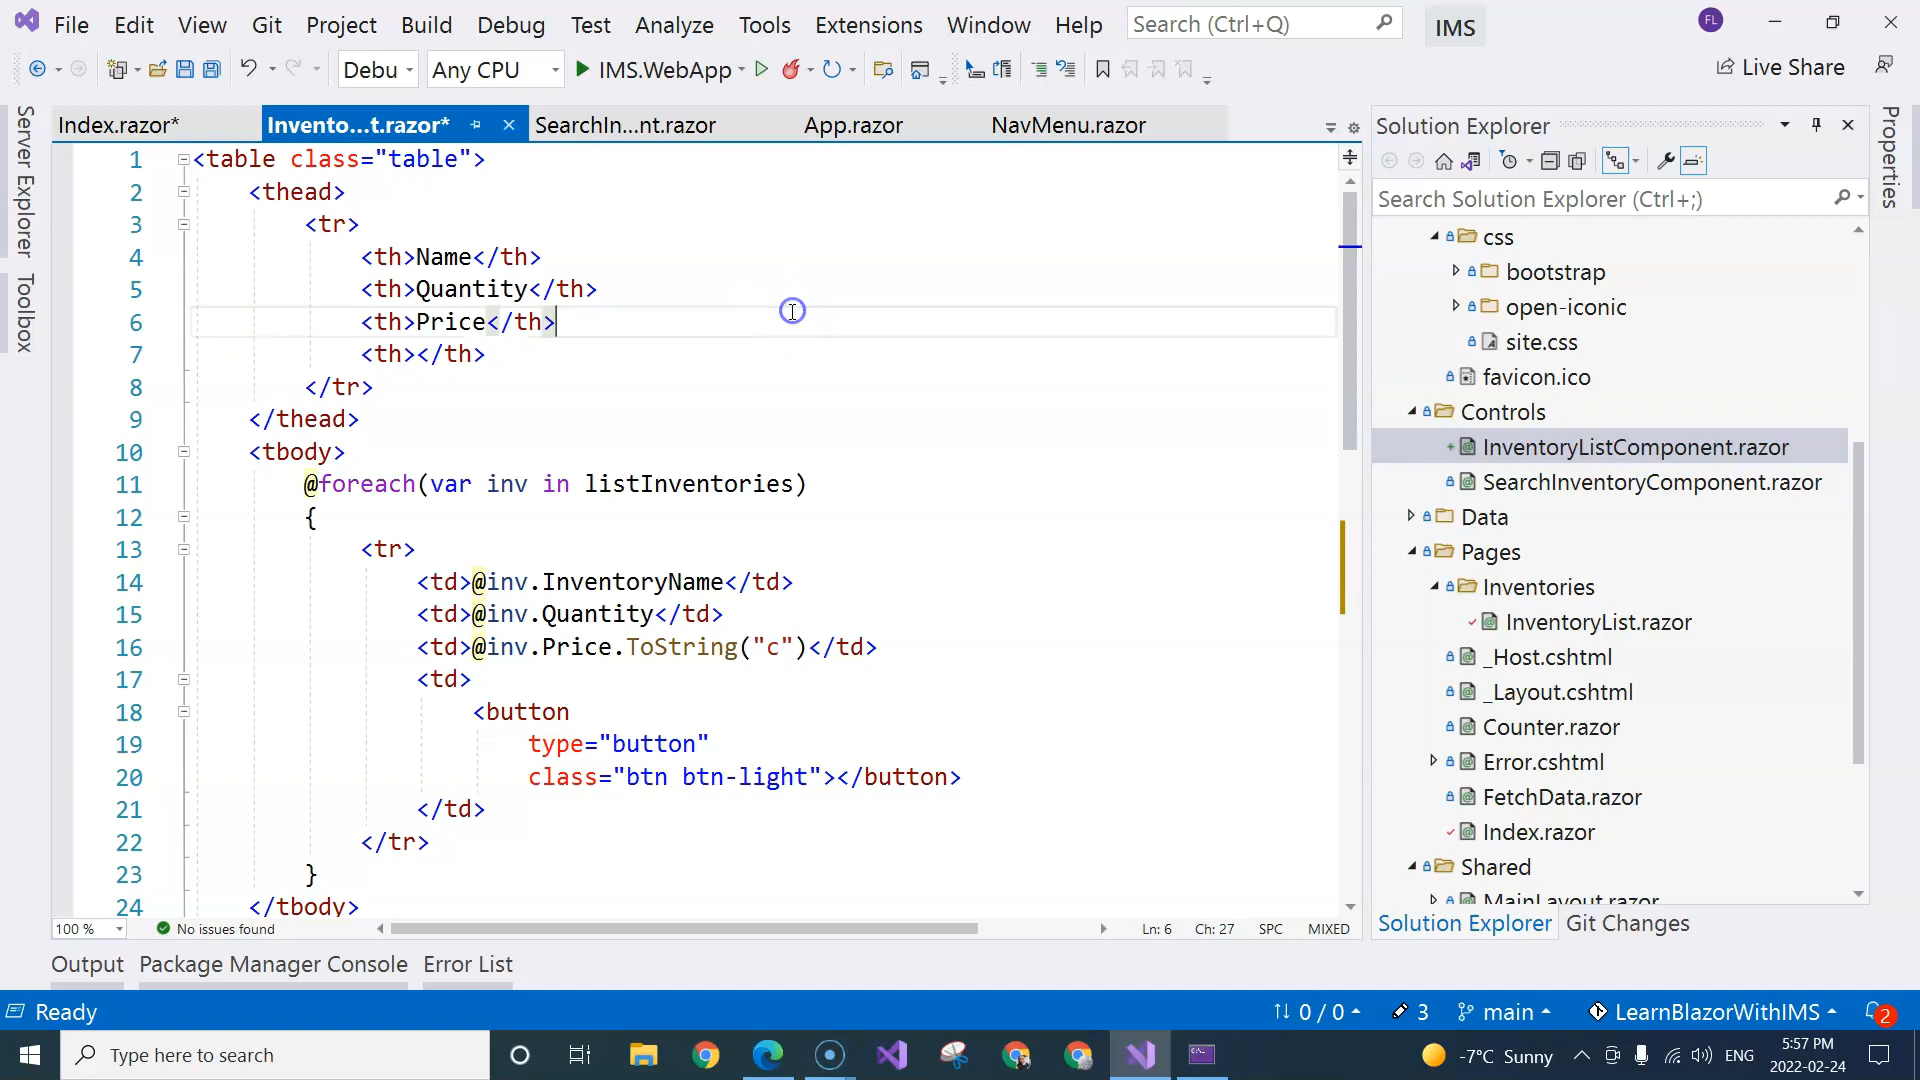 File Edit View Git Project Build Debug Test Analyze Tools Extensions Window Help Search (Ctrl+Q) IMS FL
Debu Any CPU IMS.WebApp Live Share
Server Explorer
Toolbox
Index.razor* Invento...t.razor* SearchIn...nt.razor App.razor NavMenu.razor
1 <table class="table">
2 <thead>
3 <tr>
4 <th>Name</th>
5 <th>Quantity</th>
6 <th>Price</th>
7 <th></th>
8 </tr>
9 </thead>
10 <tbody>
11 @foreach(var inv in listInventories)
12 {
13 <tr>
14 <td>@inv.InventoryName</td>
15 <td>@inv.Quantity</td>
16 <td>@inv.Price.ToString("c")</td>
17 <td>
18 <button
19 type="button"
20 class="btn btn-light"></button>
21 </td>
22 </tr>
23 }
24 </tbody>
100 % No issues found Ln: 6 Ch: 27 SPC MIXED
Solution Explorer
Search Solution Explorer (Ctrl+;)
css
bootstrap
open-iconic
site.css
favicon.ico
Controls
InventoryListComponent.razor
SearchInventoryComponent.razor
Data
Pages
Inventories
InventoryList.razor
_Host.cshtml
_Layout.cshtml
Counter.razor
Error.cshtml
FetchData.razor
Index.razor
Shared
MainLayout.razor
Solution Explorer Git Changes
Properties
Output Package Manager Console Error List
Ready 0 / 0 3 main LearnBlazorWithIMS 2
Type here to search -7°C Sunny ENG 5:57 PM
2022-02-24